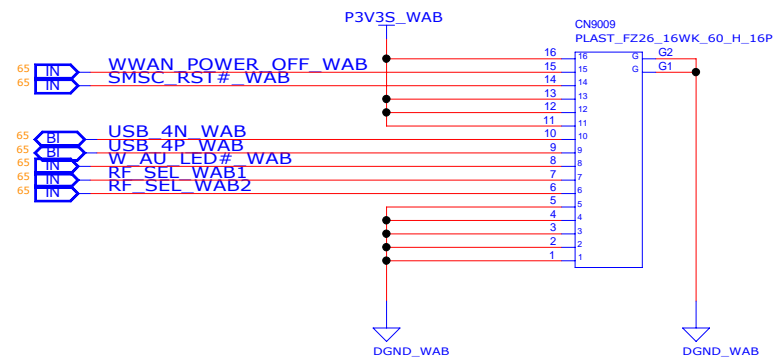 P3V3S_WAB
CN9009
PLAST_FZ26_16WK_60_H_16P
16 16 G G2
65 IN WWAN_POWER_OFF_WAB 15 15 G G1
65 IN SMSC_RST#_WAB 14 14
13 13
12 12
11 11
65 BI USB_4N_WAB 10 10
65 BI USB_4P_WAB 9 9
65 IN W_AU_LED#_WAB 8 8
65 IN RF_SEL_WAB1 7 7
65 IN RF_SEL_WAB2 6 6
5 5
4 4
3 3
2 2
1 1
DGND_WAB DGND_WAB